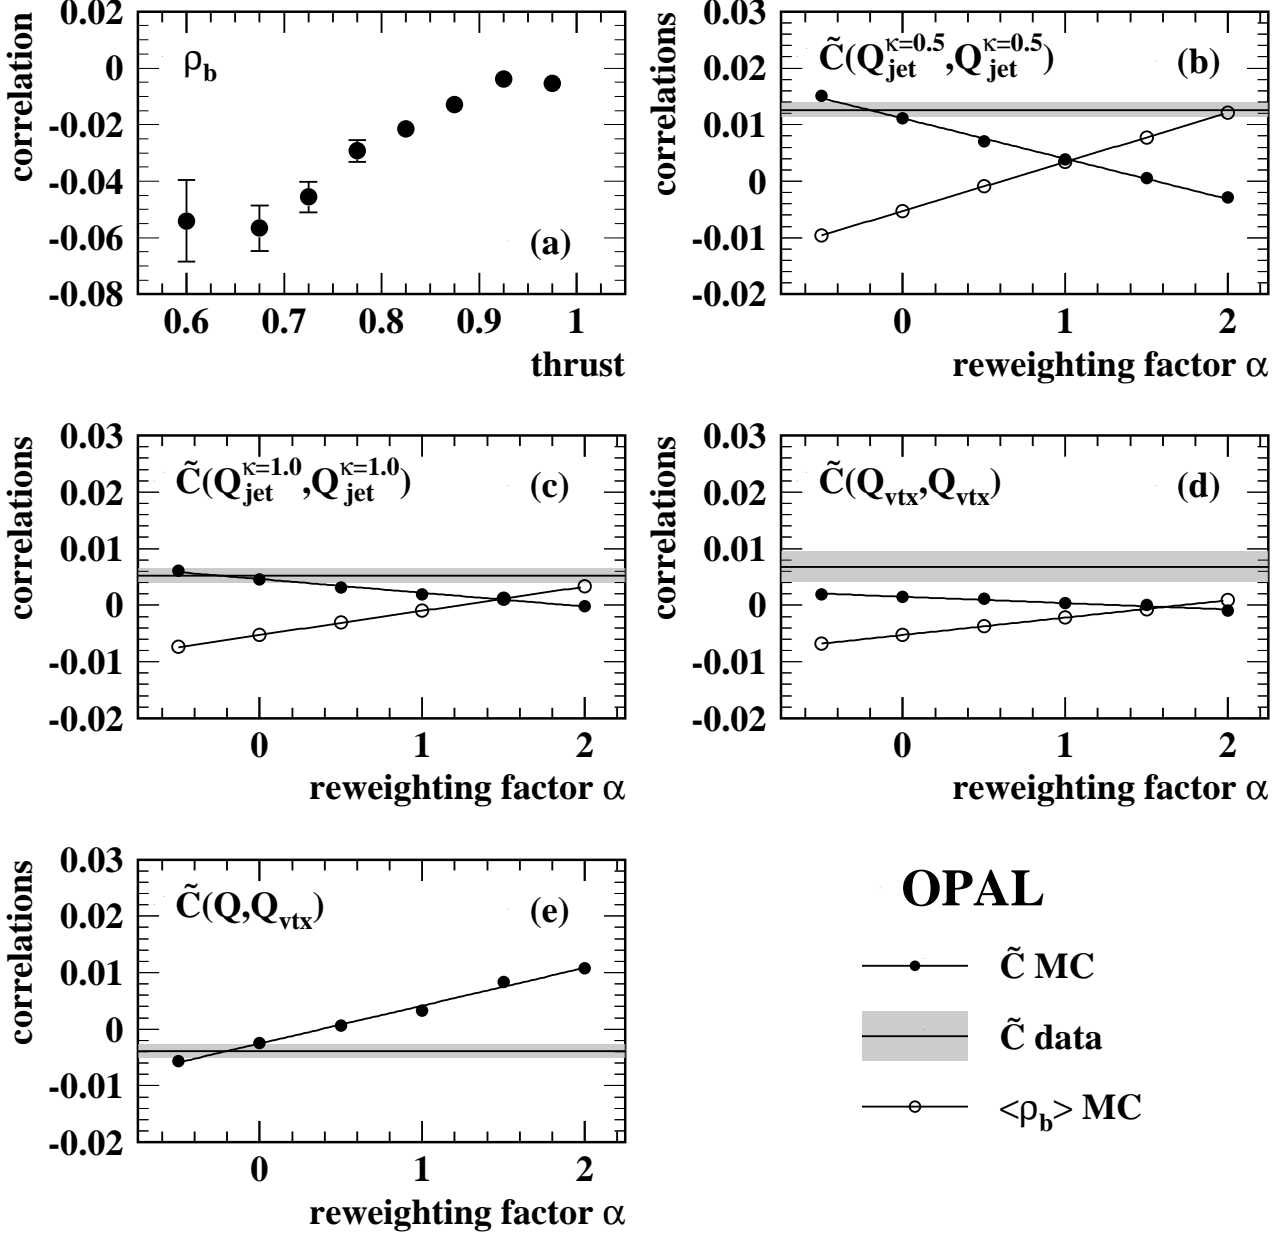 correlation
0.02
0
-0.02
-0.04
-0.06
-0.08
ρb
(a)
0.6 0.7 0.8 0.9 1
thrust
correlations
0.03
0.02
0.01
0
-0.01
-0.02
C̃(Qjet^κ=0.5,Qjet^κ=0.5)
(b)
0 1 2
reweighting factor α
correlations
0.03
0.02
0.01
0
-0.01
-0.02
C̃(Qjet^κ=1.0,Qjet^κ=1.0)
(c)
0 1 2
reweighting factor α
correlations
0.03
0.02
0.01
0
-0.01
-0.02
C̃(Qvtx,Qvtx)
(d)
0 1 2
reweighting factor α
correlations
0.03
0.02
0.01
0
-0.01
-0.02
C̃(Q,Qvtx)
(e)
0 1 2
reweighting factor α
OPAL
C̃ MC
C̃ data
<ρb> MC